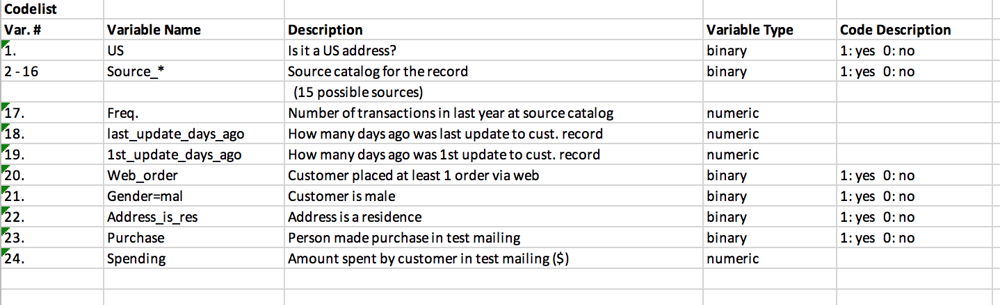 Codelist
Var. # Variable Name Description Variable Type Code Description
1. US Is it a US address? binary 1: yes 0: no
2 - 16 Source_* Source catalog for the record binary 1: yes 0: no
(15 possible sources)
17. Freq. Number of transactions in last year at source catalog numeric
18. last_update_days_ago How many days ago was last update to cust. record numeric
19. 1st_update_days_ago How many days ago was 1st update to cust. record numeric
20. Web_order Customer placed at least 1 order via web binary 1: yes 0: no
21. Gender=mal Customer is male binary 1: yes 0: no
22. Address_is_res Address is a residence binary 1: yes 0: no
23. Purchase Person made purchase in test mailing binary 1: yes 0: no
24. Spending Amount spent by customer in test mailing ($) numeric